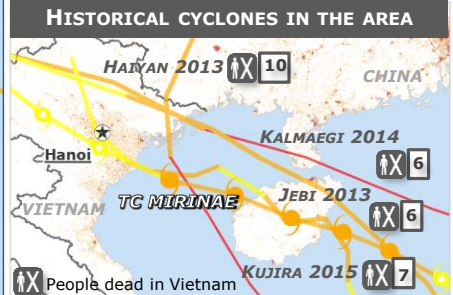 HISTORICAL CYCLONES IN THE AREA
HAIYAN 2013 10
CHINA
KALMAEGI 2014
6
Hanoi
JEBI 2013
TC MIRINAE
VIETNAM
6
KUJIRA 2015 7
People dead in Vietnam